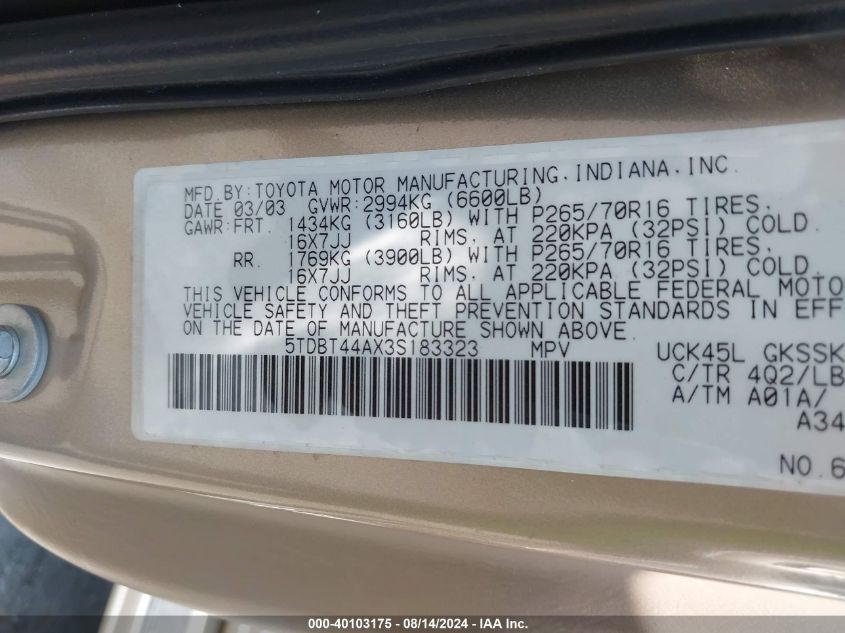 MFD.BY:TOYOTA MOTOR MANUFACTURING.INDIANA.INC.
DATE 03/03 GVWR:2994KG (6600LB)
GAWR:FRT. 1434KG (3160LB) WITH P265/70R16 TIRES.
16X7JJ RIMS. AT 220KPA (32PSI) COLD.
RR. 1769KG (3900LB) WITH P265/70R16 TIRES.
16X7JJ RIMS. AT 220KPA (32PSI) COLD.
THIS VEHICLE CONFORMS TO ALL APPLICABLE FEDERAL MOTO
VEHICLE SAFETY AND THEFT PREVENTION STANDARDS IN EFF
ON THE DATE OF MANUFACTURE SHOWN ABOVE.
5TDBT44AX3S183323 MPV UCK45L GKSSK
C/TR 4Q2/LB
A/TM A01A/
A34
NO.6
000-40103175 - 08/14/2024 - IAA Inc.